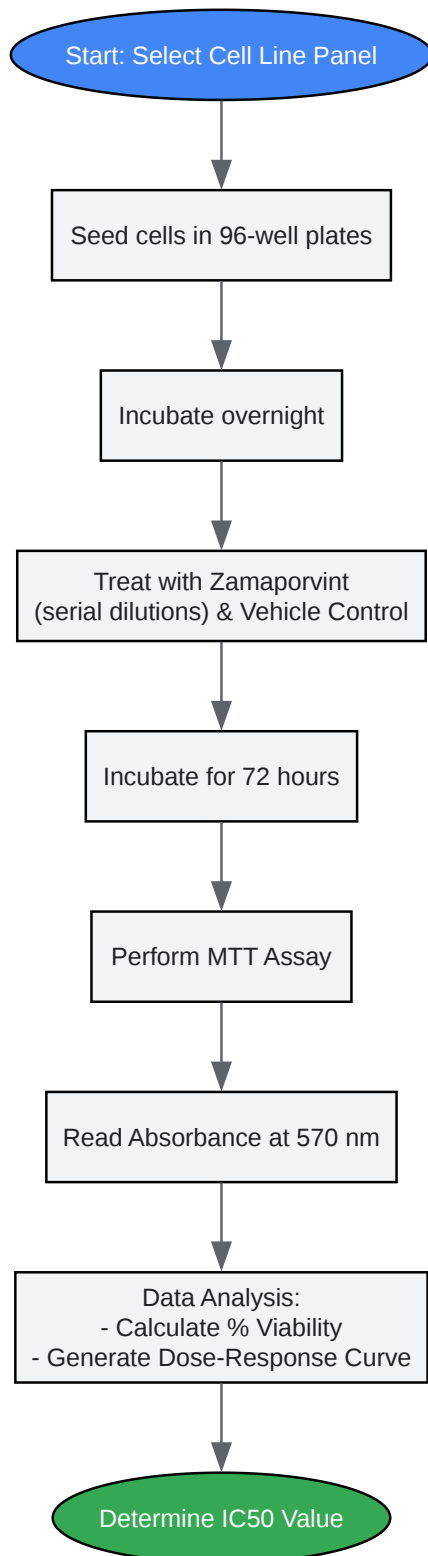 Start: Select Cell Line Panel
Seed cells in 96-well plates
Incubate overnight
Treat with Zamaporvint
(serial dilutions) & Vehicle Control
Incubate for 72 hours
Perform MTT Assay
Read Absorbance at 570 nm
Data Analysis:
- Calculate % Viability
- Generate Dose-Response Curve
Determine IC50 Value